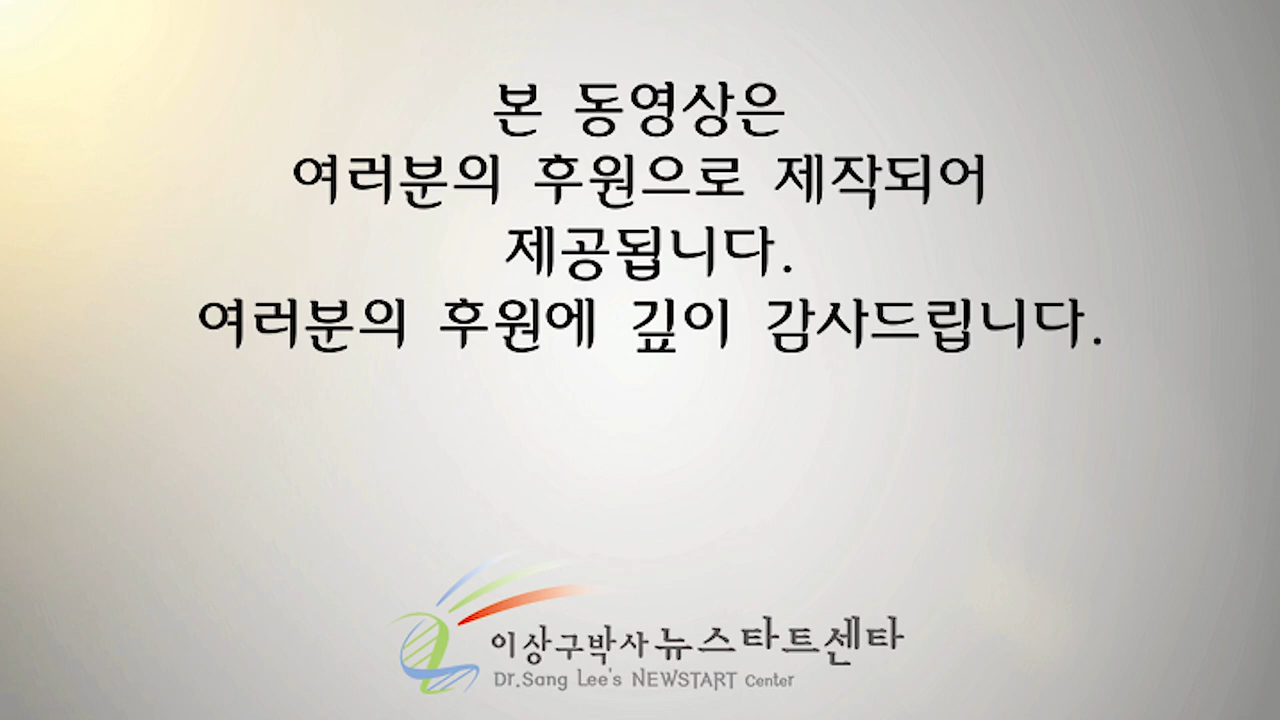 본 동영상은
여러분의 후원으로 제작되어
제공됩니다.
여러분의 후원에 깊이 감사드립니다.
이상구박사 뉴스타트센타
Dr.Sang Lee's NEWSTART Center